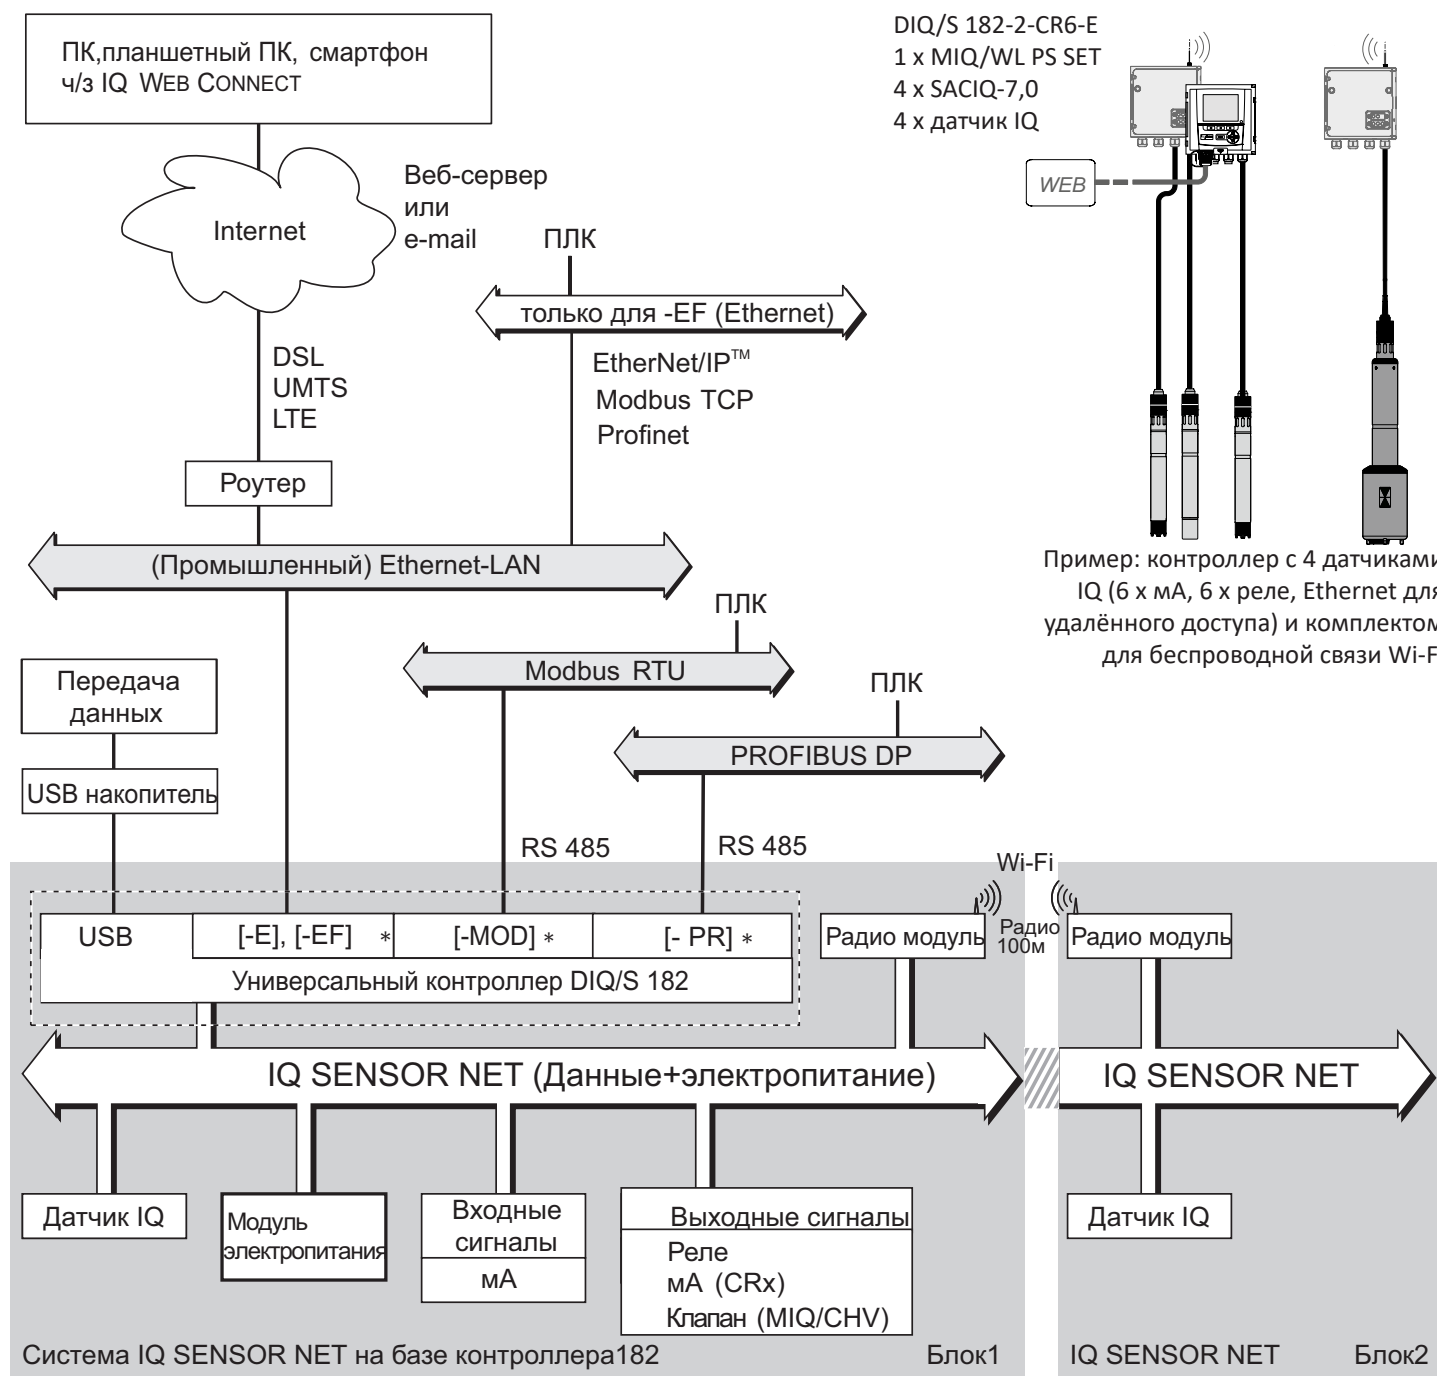 ПК,планшетный ПК, смартфон
ч/з IQ WEB CONNECT
Internet
Веб-сервер
или
e-mail
ПЛК
только для -EF (Ethernet)
DSL
UMTS
LTE
EtherNet/IP™
Modbus TCP
Profinet
Роутер
(Промышленный) Ethernet-LAN
DIQ/S 182-2-CR6-E
1 x MIQ/WL PS SET
4 x SACIQ-7,0
4 x датчик IQ
WEB
Пример: контроллер с 4 датчиками
IQ (6 х мА, 6 х реле, Ethernet для
удалённого доступа) и комплектом
для беспроводной связи Wi-F
ПЛК
Modbus RTU
ПЛК
PROFIBUS DP
Передача
данных
USB накопитель
RS 485
RS 485
Wi-Fi
USB
[-E], [-EF] *
[-MOD] *
[- PR] *
Универсальный контроллер DIQ/S 182
Радио модуль
Радио
100м
Радио модуль
IQ SENSOR NET (Данные+электропитание)
IQ SENSOR NET
Датчик IQ
Модуль
электропитания
Входные
сигналы
мА
Выходные сигналы
Реле
мА (CRx)
Клапан (MIQ/CHV)
Датчик IQ
Система IQ SENSOR NET на базе контроллера182
Блок1
IQ SENSOR NET
Блок2